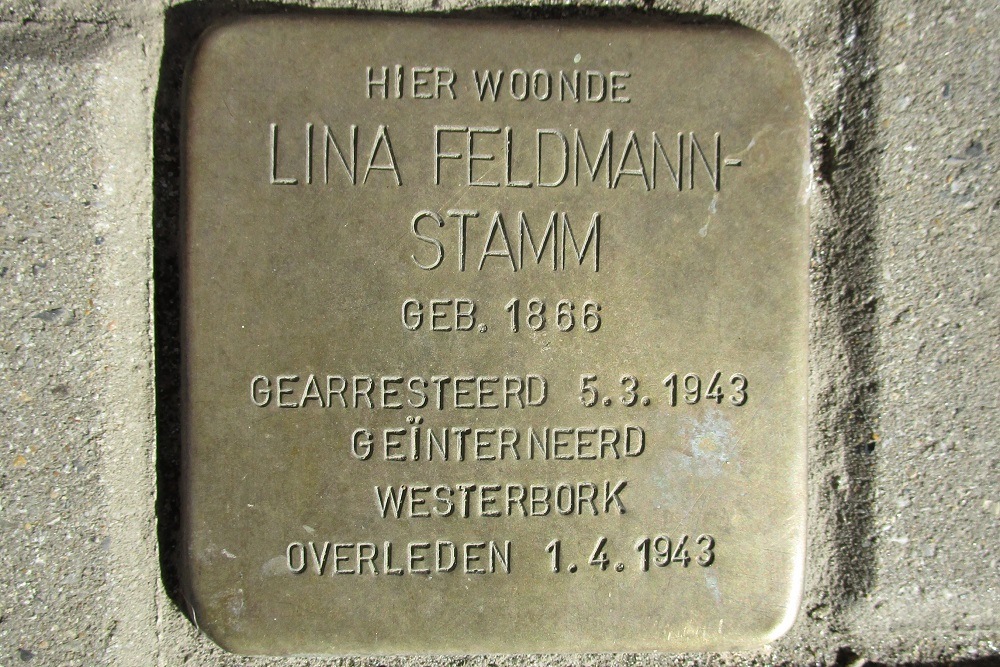 HIER WOONDE
LINA FELDMANN-
STAMM
GEB. 1866
GEARRESTEERD 5.3.1943
GEÏNTERNEERD
WESTERBORK
OVERLEDEN 1.4.1943